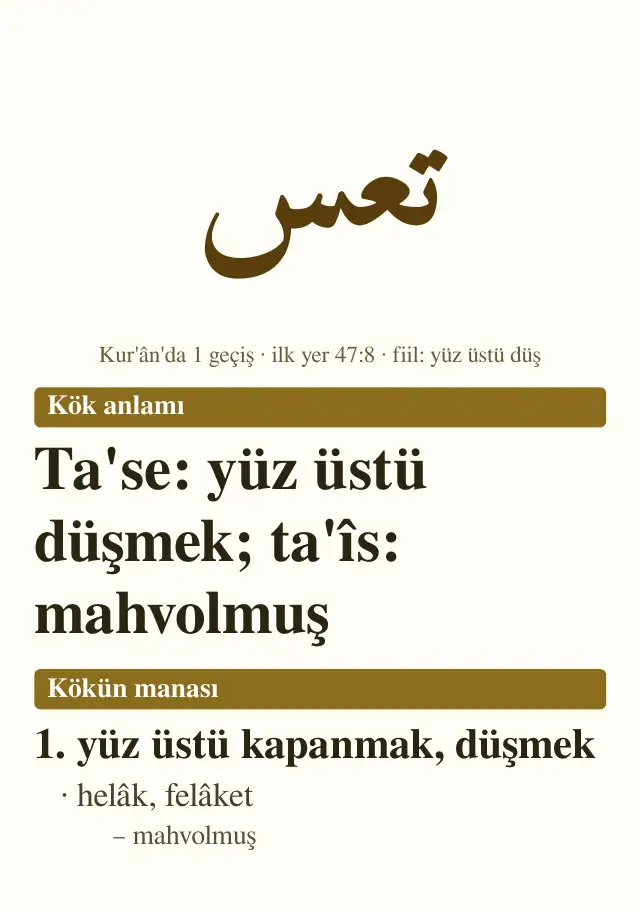 تعس
Kur'ân'da 1 geçiş · ilk yer 47:8 · fiil: yüz üstü düş
Kök anlamı
Ta'se: yüz üstü
düşmek; ta'îs:
mahvolmuş
Kökün manası
1. yüz üstü kapanmak, düşmek
· helâk, felâket
– mahvolmuş